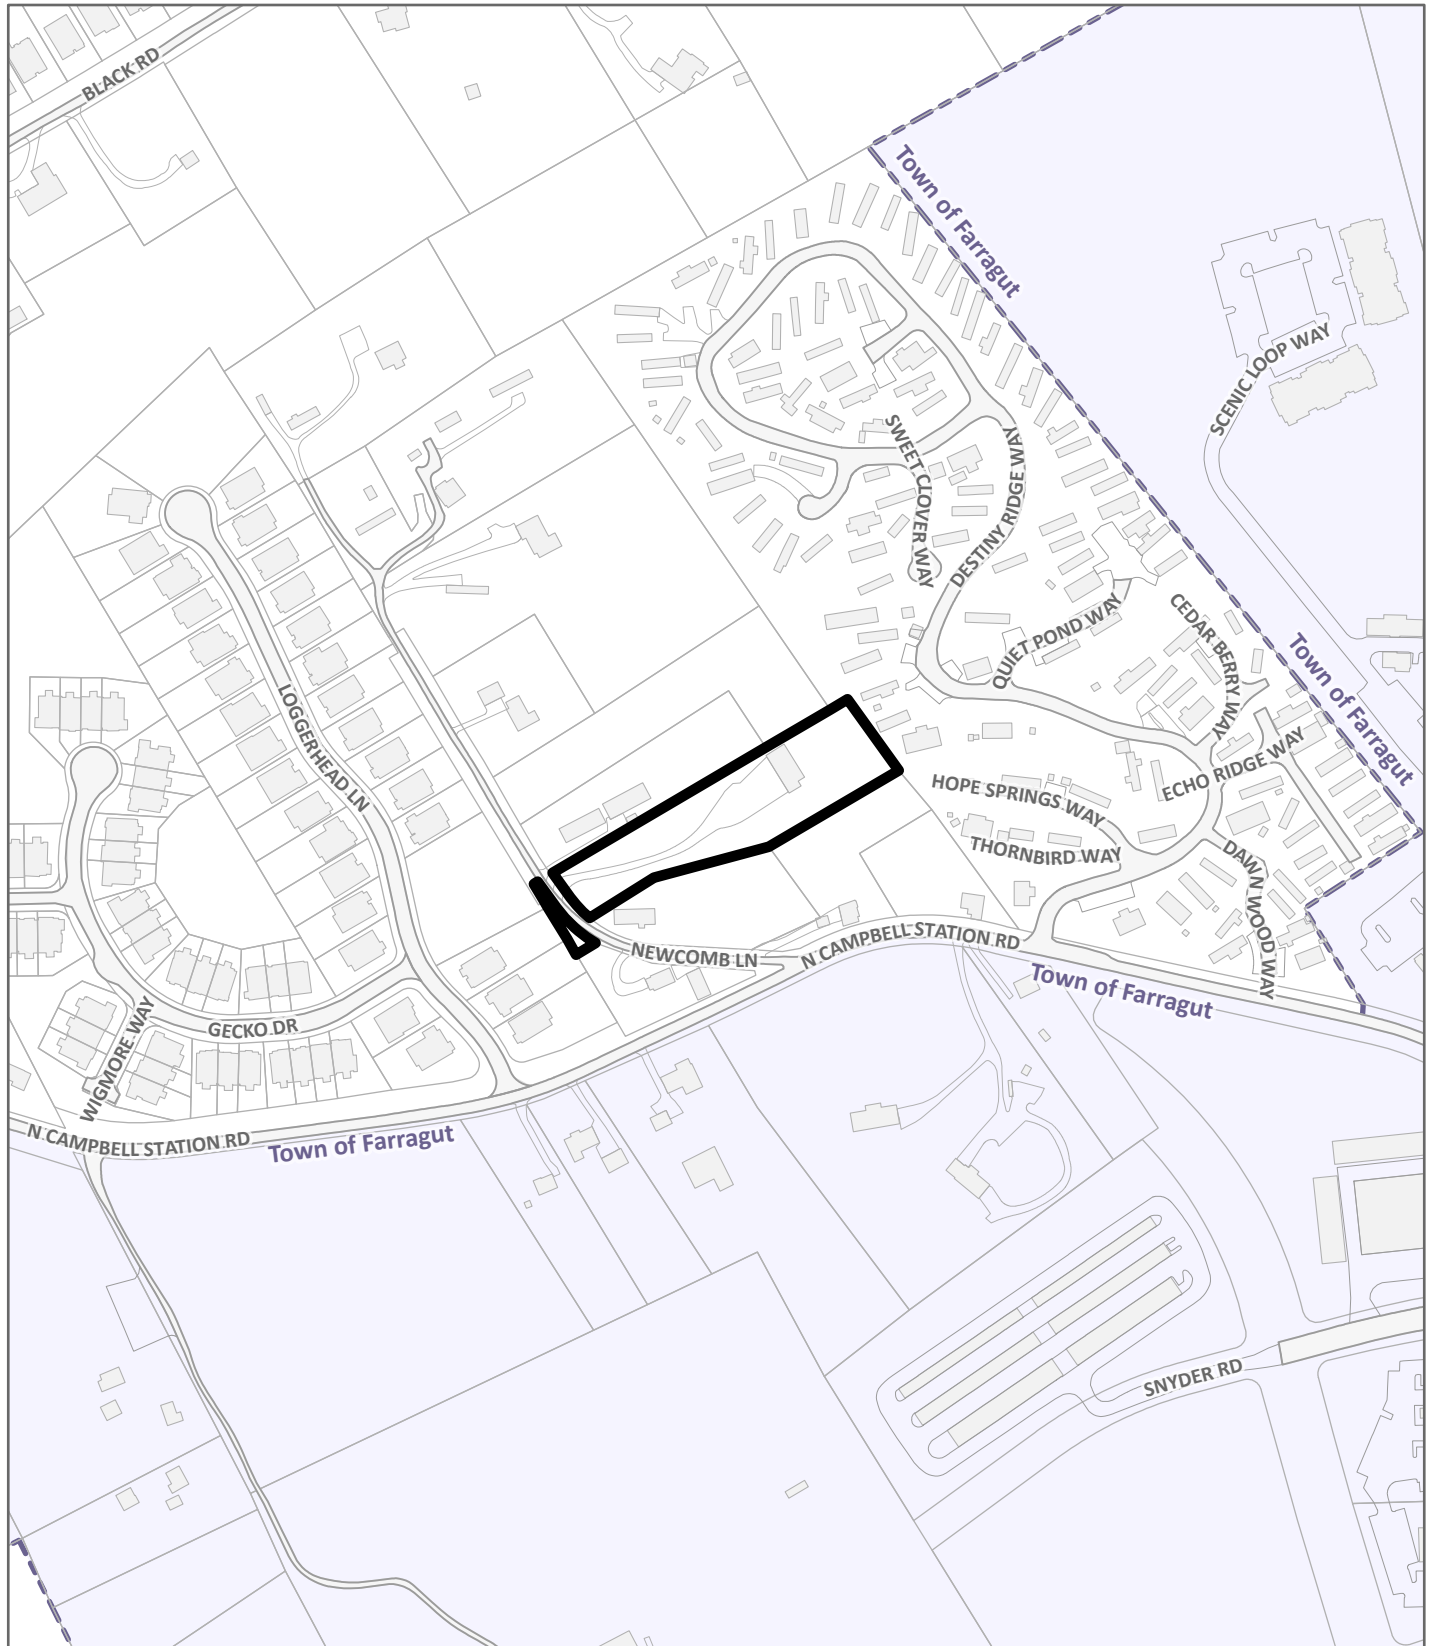 BLACK RD
Town of Farragut
SCENIC LOOP WAY
SWEET CLOVER WAY
DESTINY RIDGE WAY
QUIET POND WAY
CEDAR BERRY WAY
Town of Farragut
LOGGERHEAD LN
ECHO RIDGE WAY
HOPE SPRINGS WAY
THORNBIRD WAY
DAWN WOOD WAY
NEWCOMB LN
N CAMPBELL STATION RD
Town of Farragut
GECKO DR
WIGMORE WAY
N CAMPBELL STATION RD
Town of Farragut
SNYDER RD